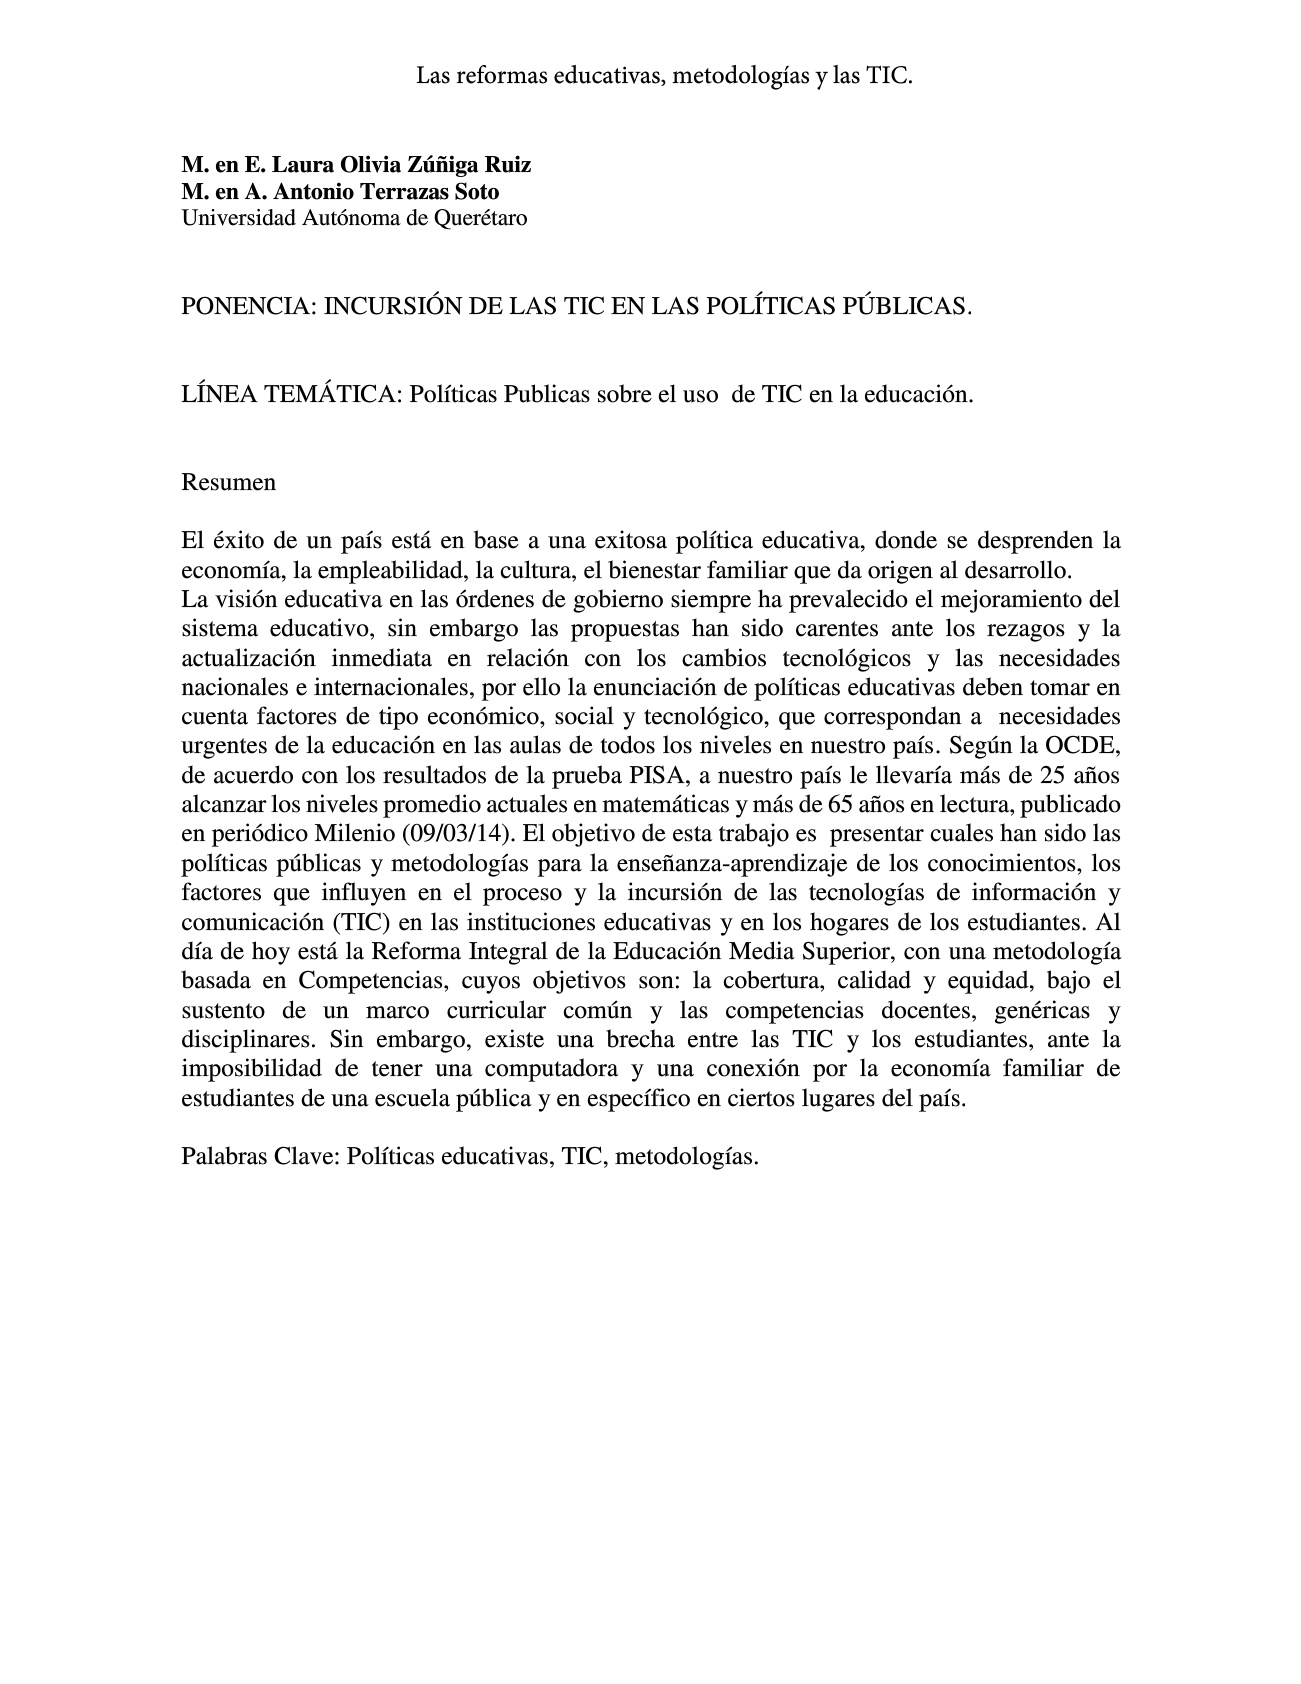 Las reformas educativas, metodologías y las TIC.
M. en E. Laura Olivia Zúñiga Ruiz
M. en A. Antonio Terrazas Soto
Universidad Autónoma de Querétaro
PONENCIA: INCURSIÓN DE LAS TIC EN LAS POLÍTICAS PÚBLICAS.
LÍNEA TEMÁTICA: Políticas Publicas sobre el uso  de TIC en la educación.
Resumen
El éxito de un país está en base a una exitosa política educativa, donde se desprenden la
economía, la empleabilidad, la cultura, el bienestar familiar que da origen al desarrollo.
La visión educativa en las órdenes de gobierno siempre ha prevalecido el mejoramiento del
sistema educativo, sin embargo las propuestas han sido carentes ante los rezagos y la
actualización inmediata en relación con los cambios tecnológicos y las necesidades
nacionales e internacionales, por ello la enunciación de políticas educativas deben tomar en
cuenta factores de tipo económico, social y tecnológico, que correspondan a  necesidades
urgentes de la educación en las aulas de todos los niveles en nuestro país. Según la OCDE,
de acuerdo con los resultados de la prueba PISA, a nuestro país le llevaría más de 25 años
alcanzar los niveles promedio actuales en matemáticas y más de 65 años en lectura, publicado
en periódico Milenio (09/03/14). El objetivo de esta trabajo es  presentar cuales han sido las
políticas públicas y metodologías para la enseñanza-aprendizaje de los conocimientos, los
factores que influyen en el proceso y la incursión de las tecnologías de información y
comunicación (TIC) en las instituciones educativas y en los hogares de los estudiantes. Al
día de hoy está la Reforma Integral de la Educación Media Superior, con una metodología
basada en Competencias, cuyos objetivos son: la cobertura, calidad y equidad, bajo el
sustento de un marco curricular común y las competencias docentes, genéricas y
disciplinares. Sin embargo, existe una brecha entre las TIC y los estudiantes, ante la
imposibilidad de tener una computadora y una conexión por la economía familiar de
estudiantes de una escuela pública y en específico en ciertos lugares del país.
Palabras Clave: Políticas educativas, TIC, metodologías.